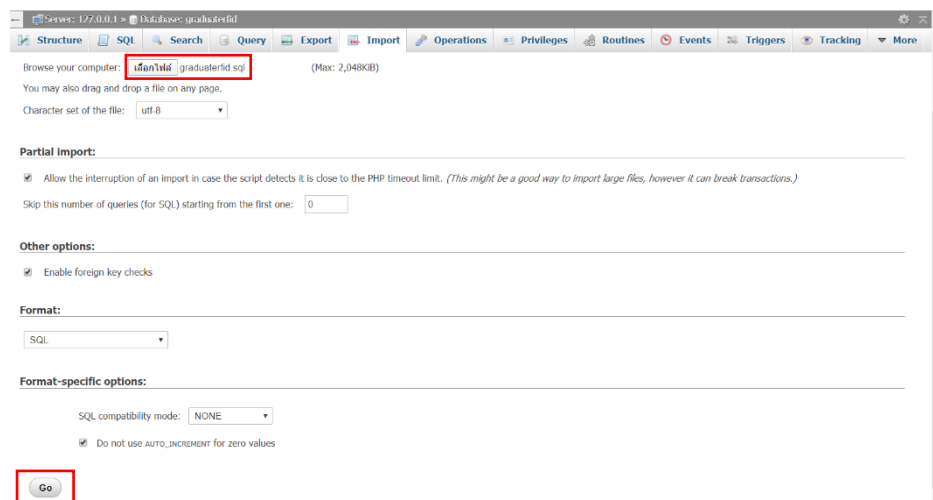 Server: 127.0.0.1 » Database: graduaterfid
Structure SQL Search Query Export Import Operations Privileges Routines Events Triggers Tracking More
Browse your computer: เลือกไฟล์ graduaterfid.sql (Max: 2,048KiB)
You may also drag and drop a file on any page.
Character set of the file: utf-8
Partial import:
Allow the interruption of an import in case the script detects it is close to the PHP timeout limit. (This might be a good way to import large files, however it can break transactions.)
Skip this number of queries (for SQL) starting from the first one: 0
Other options:
Enable foreign key checks
Format:
SQL
Format-specific options:
SQL compatibility mode: NONE
Do not use AUTO_INCREMENT for zero values
Go